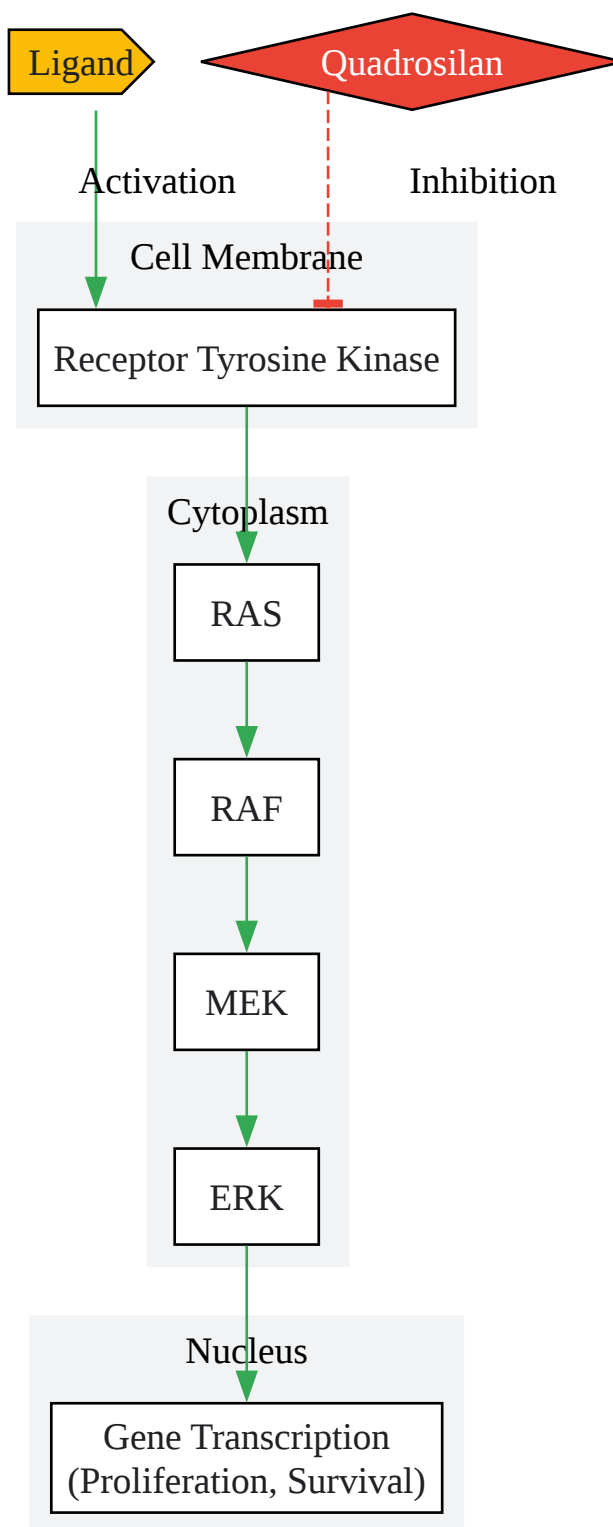 Ligand
Quadrosilan
Activation
Inhibition
Cell Membrane
Receptor Tyrosine Kinase
Cytoplasm
RAS
RAF
MEK
ERK
Nucleus
Gene Transcription
(Proliferation, Survival)